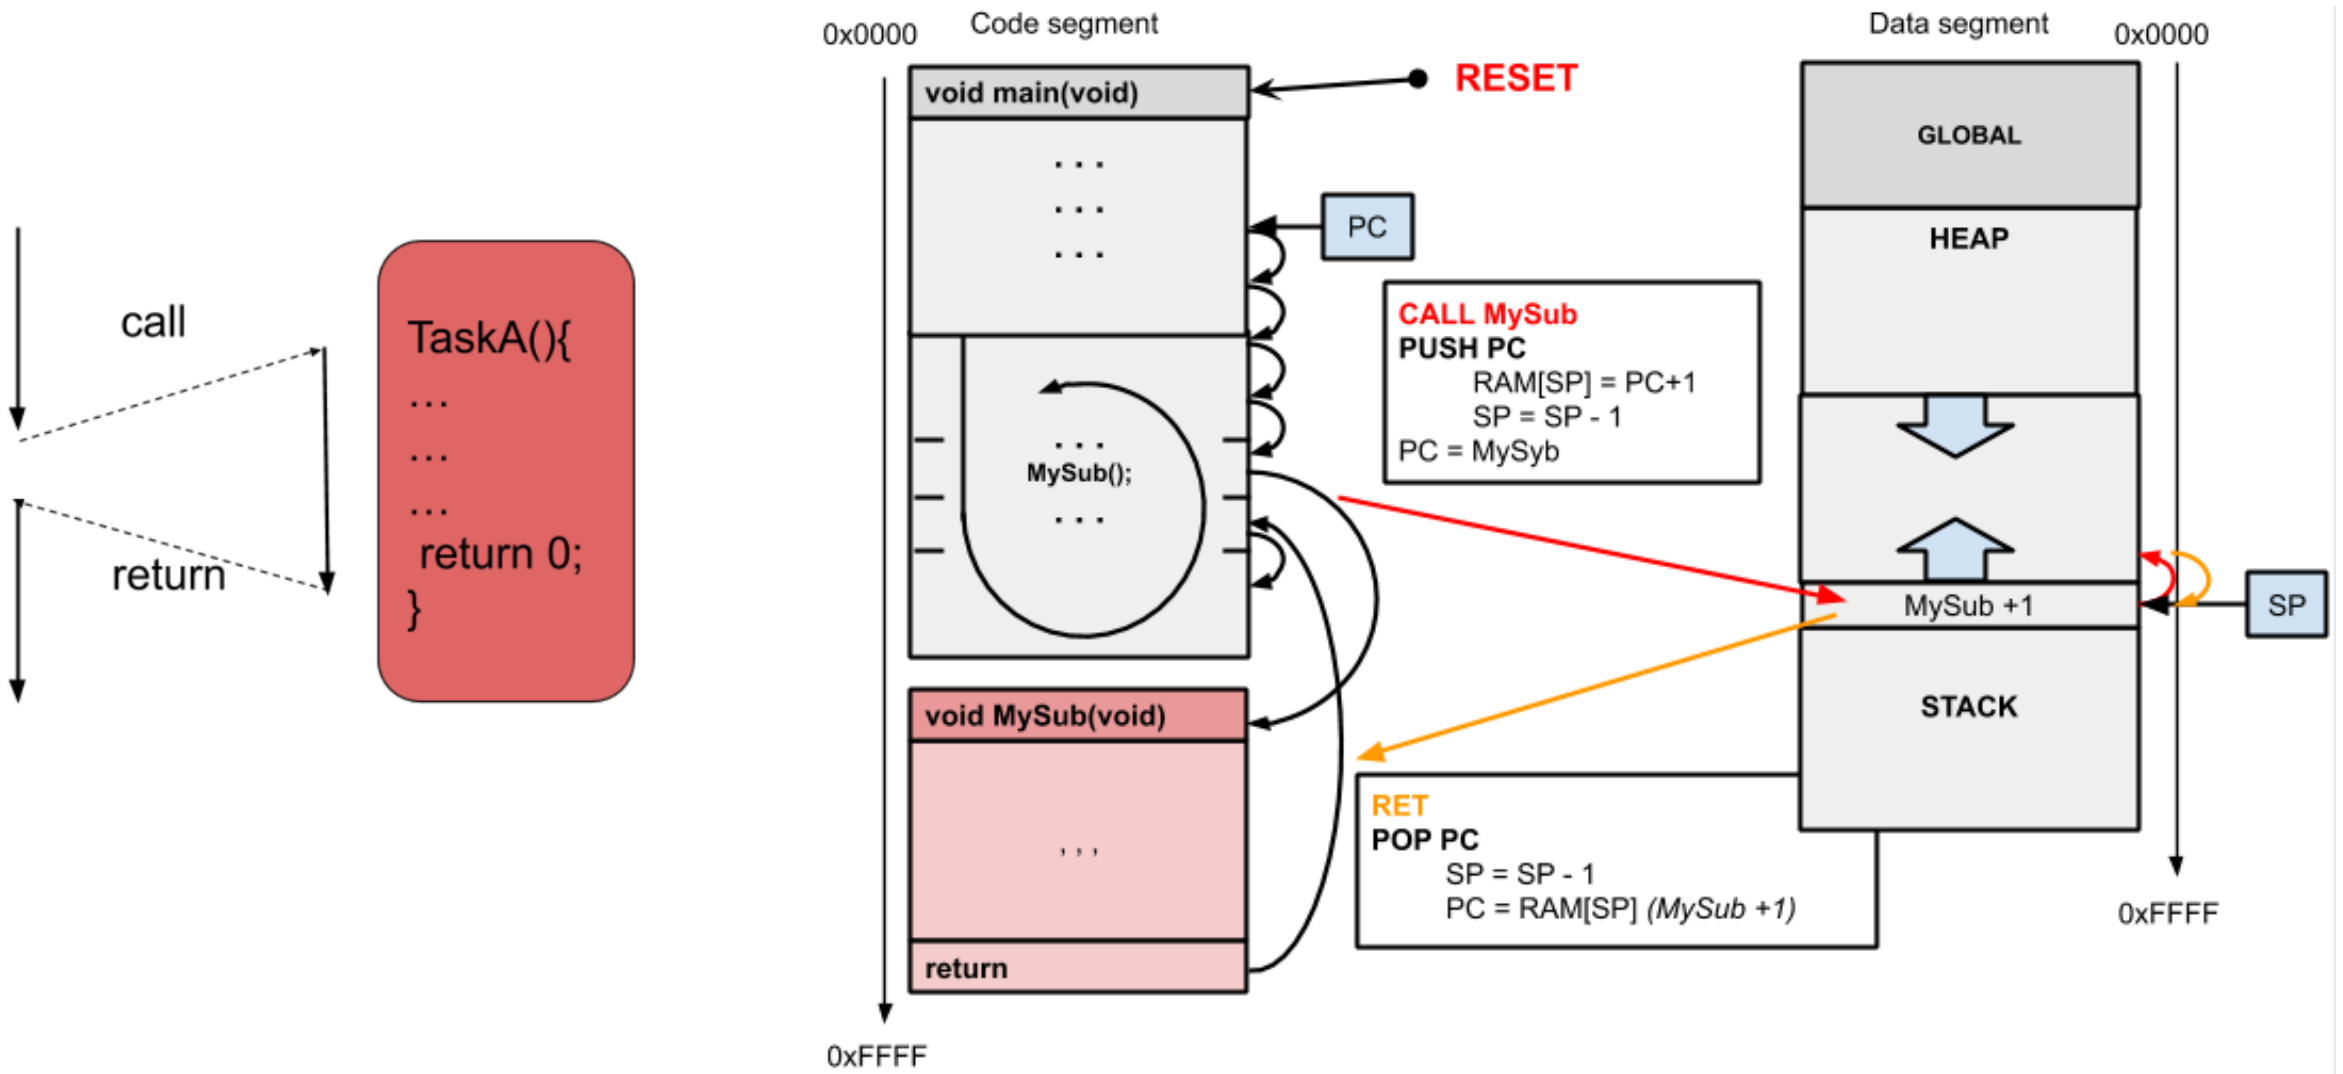 call
return
TaskA(){
...
...
...
return 0;
}
0x0000
Code segment
void main(void)
. . .
. . .
. . .
. . .
MySub();
. . .
void MySub(void)
, , ,
return
0xFFFF
RESET
PC
CALL MySub
PUSH PC
RAM[SP] = PC+1
SP = SP - 1
PC = MySyb
RET
POP PC
SP = SP - 1
PC = RAM[SP] (MySub +1)
Data segment
0x0000
GLOBAL
HEAP
MySub +1
SP
STACK
0xFFFF